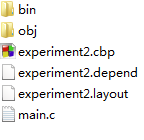 bin
obj
experiment2.cbp
experiment2.depend
experiment2.layout
main.c